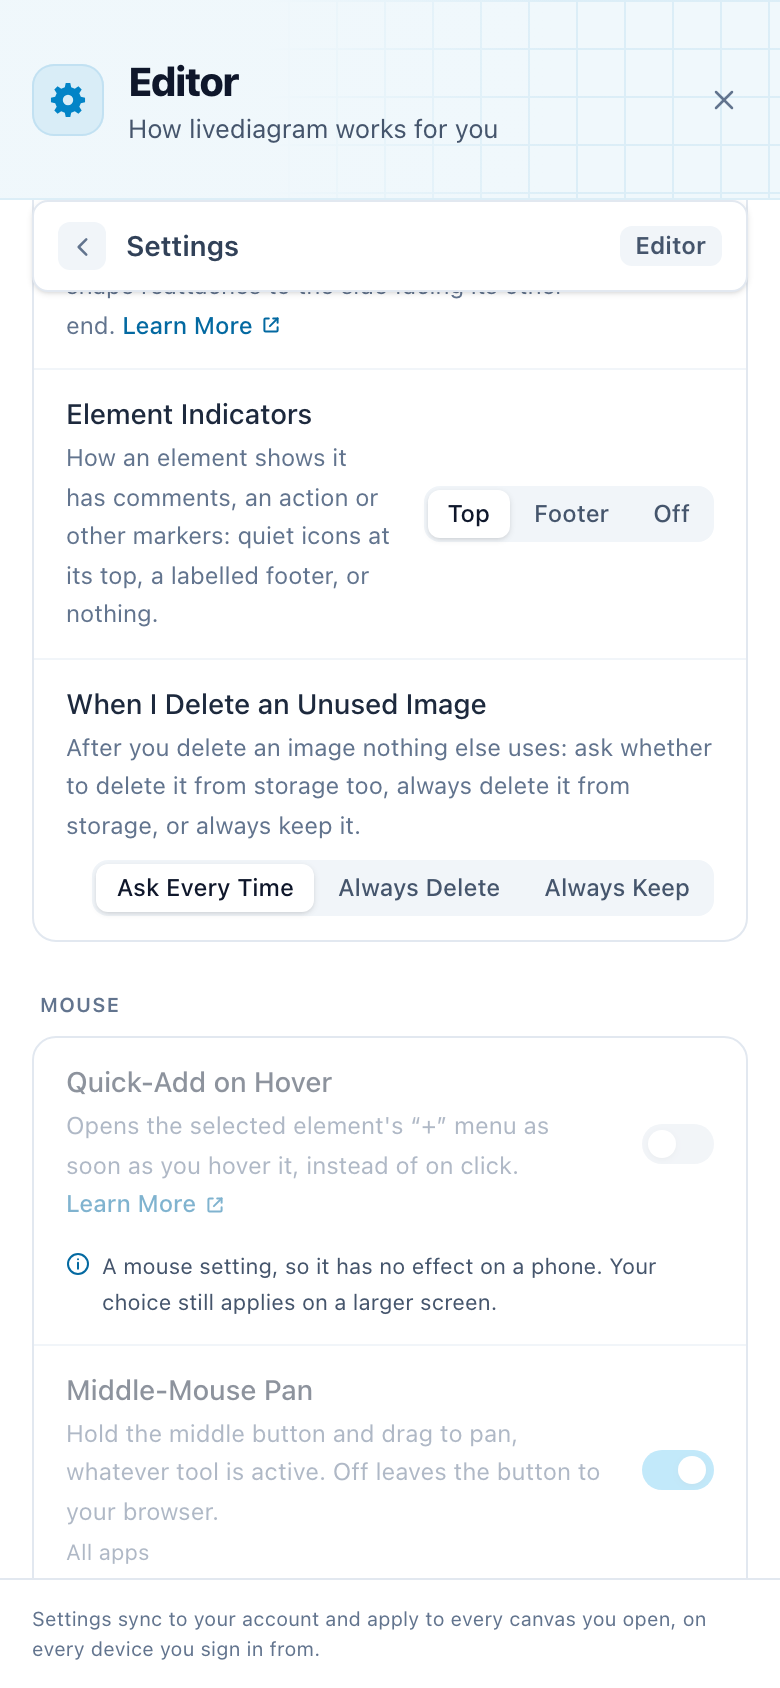 Editor
How livediagram works for you
Settings
Editor
end. Learn More
Element Indicators
How an element shows it
has comments, an action or
other markers: quiet icons at
its top, a labelled footer, or
nothing.
Top
Footer
Off
When I Delete an Unused Image
After you delete an image nothing else uses: ask whether
to delete it from storage too, always delete it from
storage, or always keep it.
Ask Every Time
Always Delete
Always Keep
MOUSE
Quick-Add on Hover
Opens the selected element's “+” menu as
soon as you hover it, instead of on click.
Learn More
A mouse setting, so it has no effect on a phone. Your
choice still applies on a larger screen.
Middle-Mouse Pan
Hold the middle button and drag to pan,
whatever tool is active. Off leaves the button to
your browser.
All apps
Settings sync to your account and apply to every canvas you open, on
every device you sign in from.